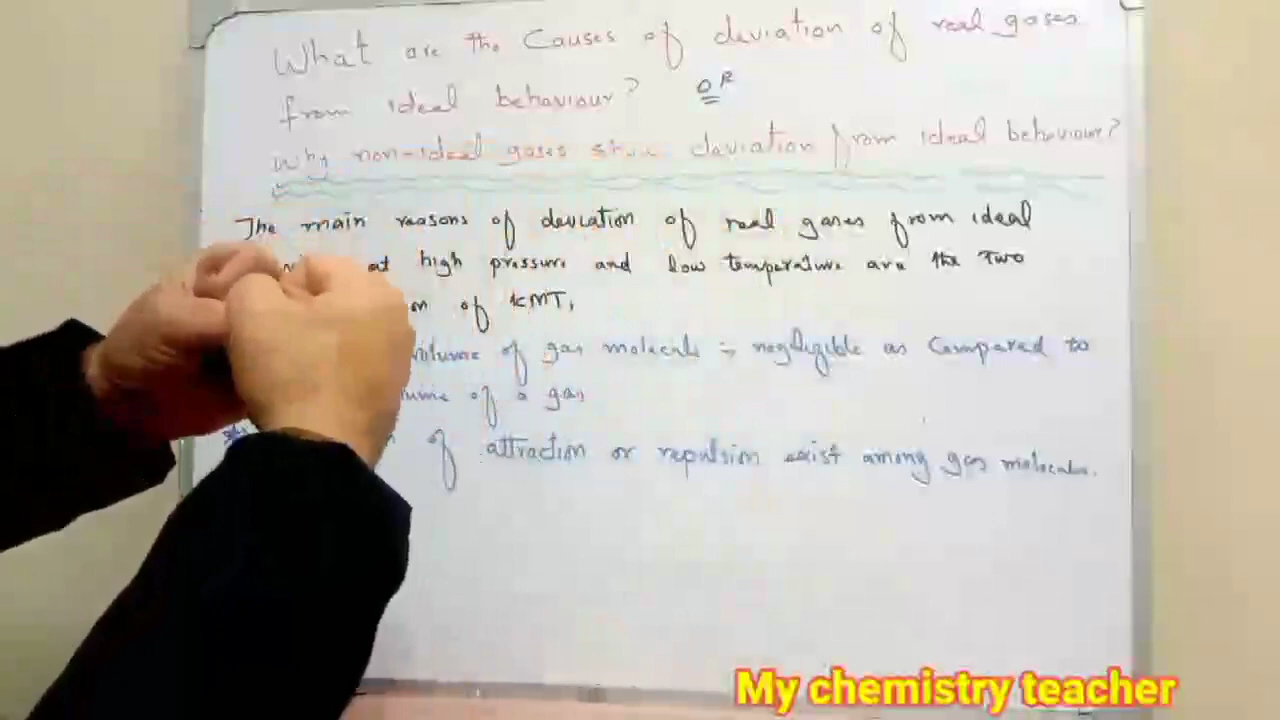 What are the Causes of deviation of real gases
from ideal behaviour? OR
Why non-ideal gases show deviation from ideal behaviour?
The main reasons of deviation of real gases from ideal
at high pressure and low temperature are the Two
of KMT,
volume of gas molecule is negligible as Compared to
of a gas
of attraction or repulsion exist among gas molecules.
My chemistry teacher